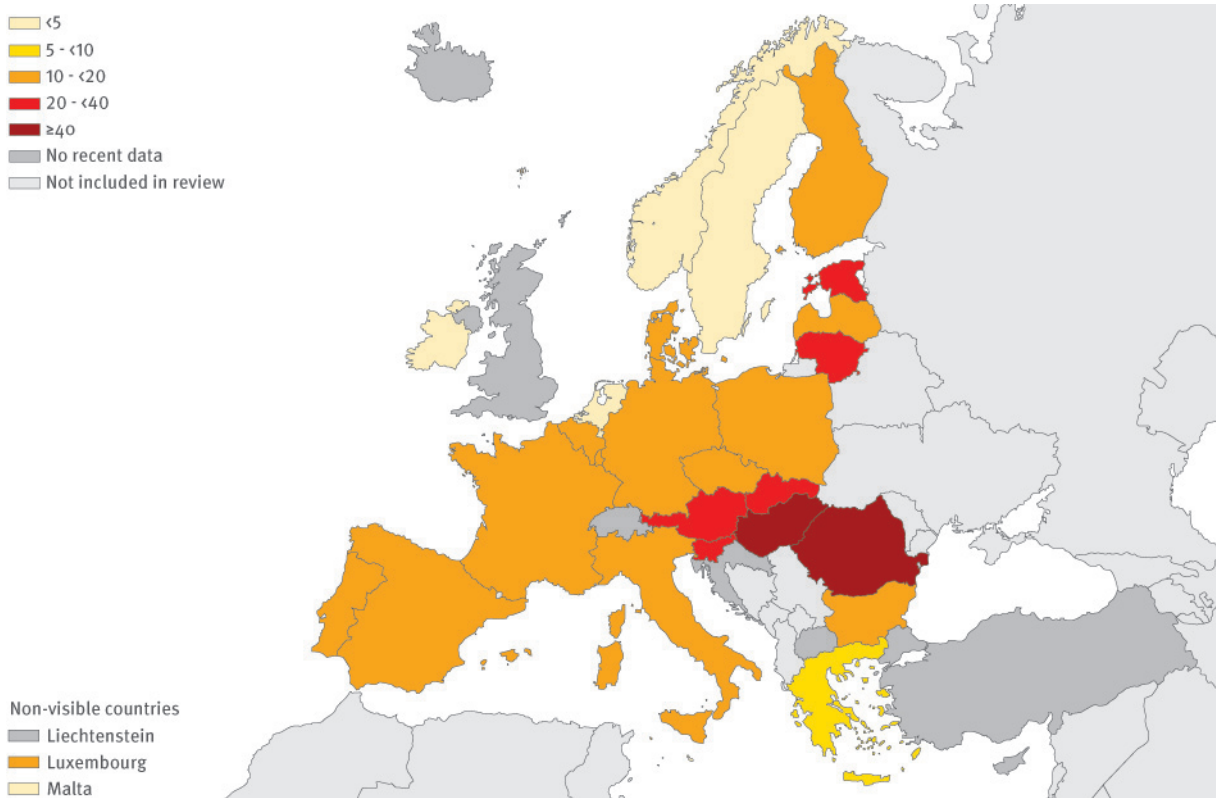 <5
5 - <10
10 - <20
20 - <40
≥40
No recent data
Not included in review
Non-visible countries
Liechtenstein
Luxembourg
Malta